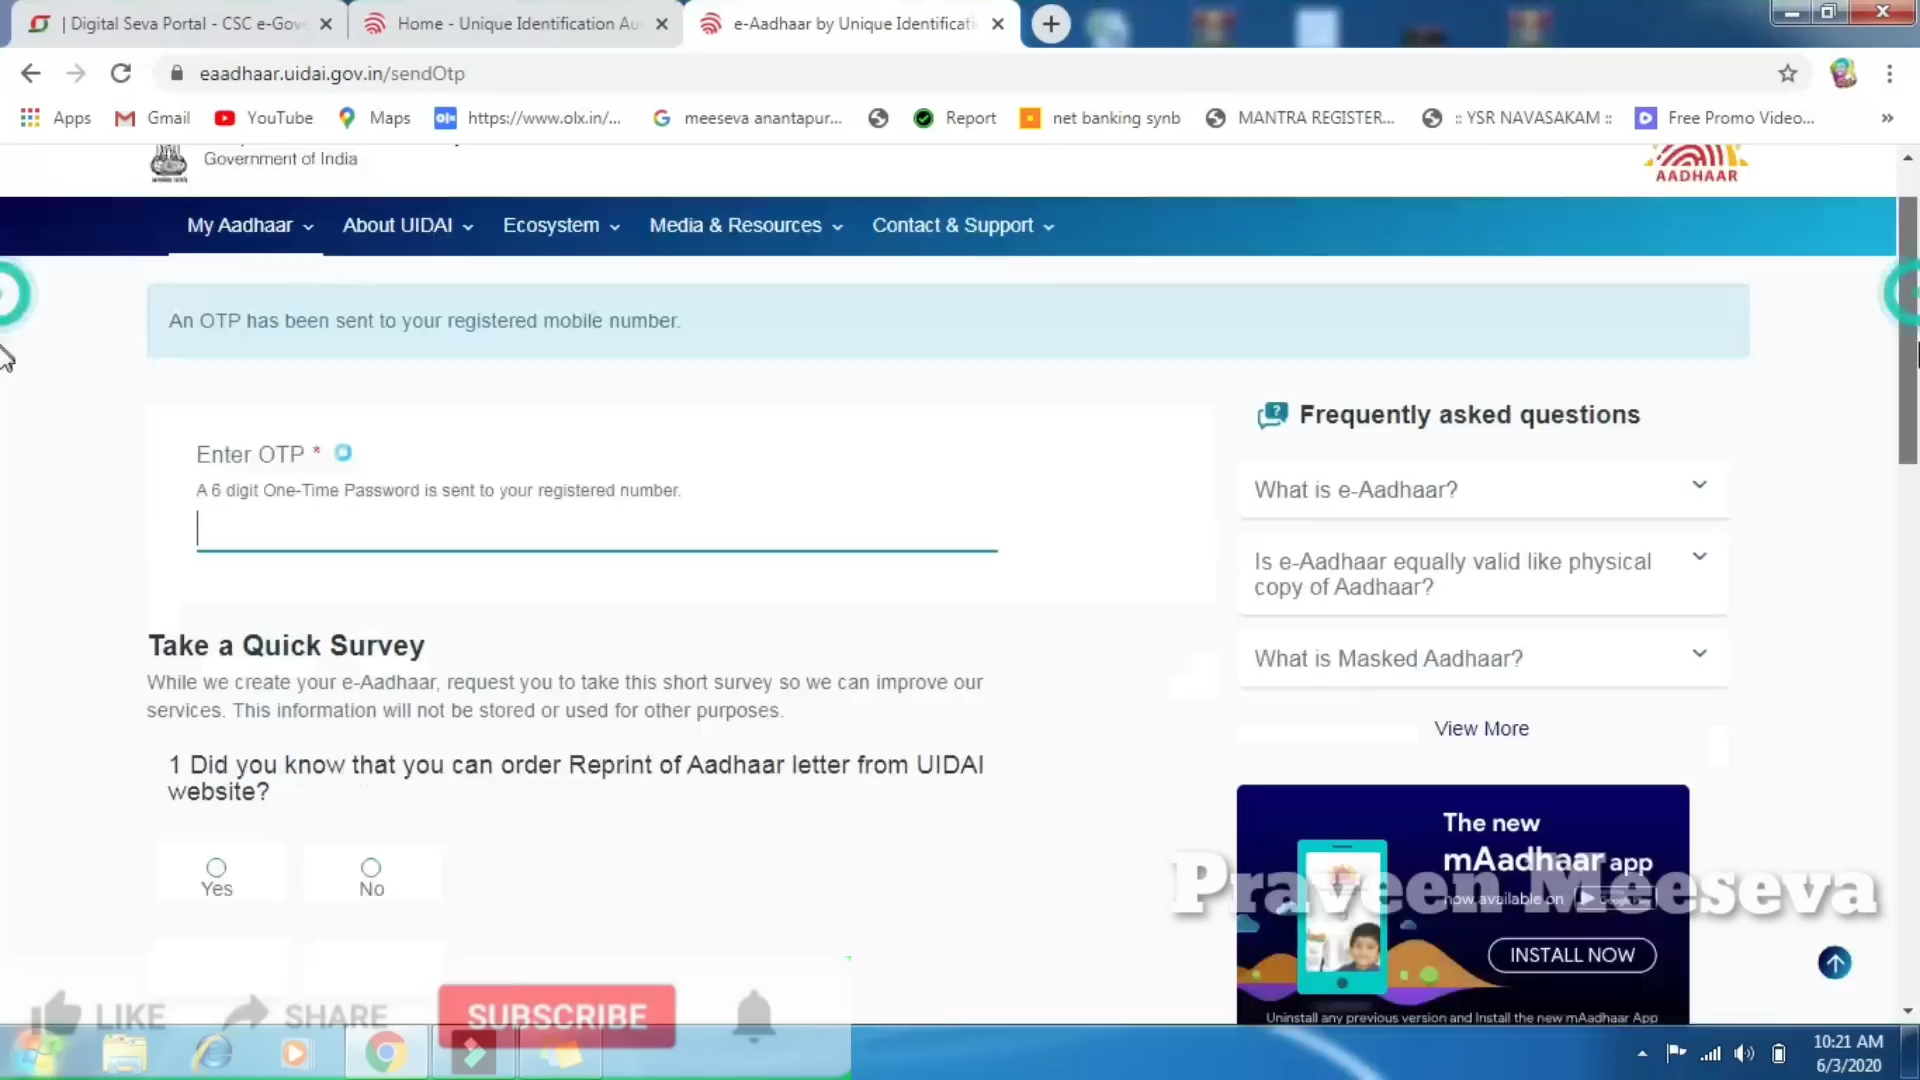 | Digital Seva Portal - CSC e-Gov
Home - Unique Identification Au
e-Aadhaar by Unique Identificati
eaadhaar.uidai.gov.in/sendOtp
Apps
Gmail
YouTube
Maps
https://www.olx.in/...
meeseva anantapur...
Report
net banking synb
MANTRA REGISTER...
:: YSR NAVASAKAM ::
Free Promo Video...
Government of India
AADHAAR
My Aadhaar
About UIDAI
Ecosystem
Media & Resources
Contact & Support
An OTP has been sent to your registered mobile number.
Enter OTP *
A 6 digit One-Time Password is sent to your registered number.
Take a Quick Survey
While we create your e-Aadhaar, request you to take this short survey so we can improve our
services. This information will not be stored or used for other purposes.
1 Did you know that you can order Reprint of Aadhaar letter from UIDAI
website?
Yes
No
Frequently asked questions
What is e-Aadhaar?
Is e-Aadhaar equally valid like physical
copy of Aadhaar?
What is Masked Aadhaar?
View More
The new
mAadhaar app
now available on
Praveen Meeseva
INSTALL NOW
Uninstall any previous version and Install the new mAadhaar App
LIKE
SHARE
SUBSCRIBE
10:21 AM
6/3/2020